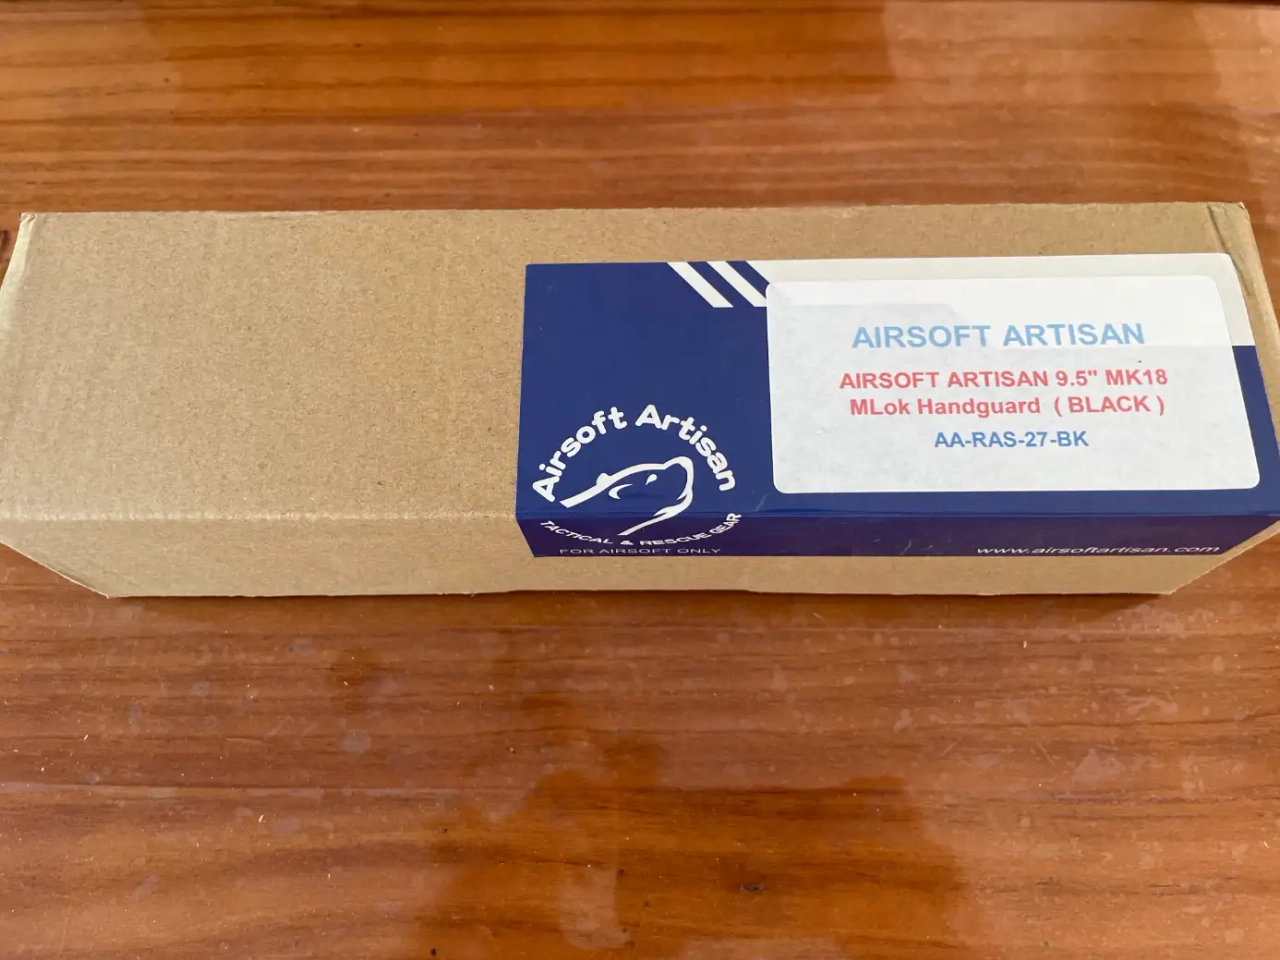 AIRSOFT ARTISAN
AIRSOFT ARTISAN 9.5" MK18
MLok Handguard ( BLACK )
AA-RAS-27-BK
Airsoft Artisan
TACTICAL & RESCUE GEAR
FOR AIRSOFT ONLY
www.airsoftartisan.com